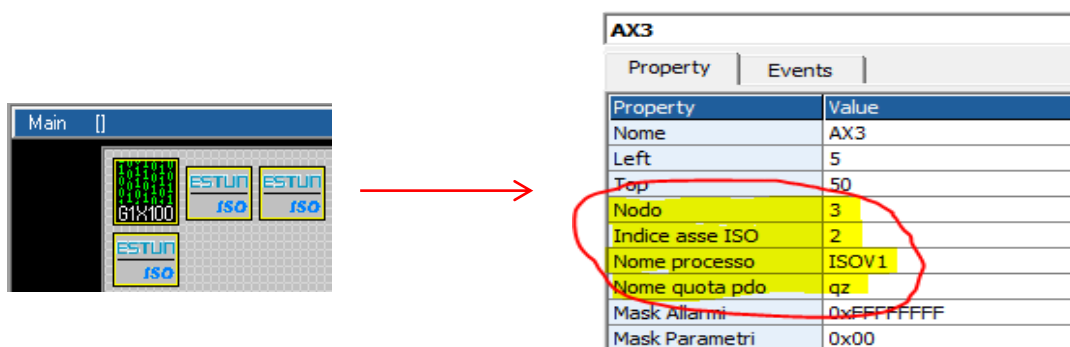 Main []
G1X100
ESTUN ISO
ESTUN ISO
ESTUN ISO
AX3
Property Events
Property Value
Nome AX3
Left 5
Top 50
Nodo 3
Indice asse ISO 2
Nome processo ISOV1
Nome quota pdo qz
Mask Allarmi 0xFFFFFFFF
Mask Parametri 0x00